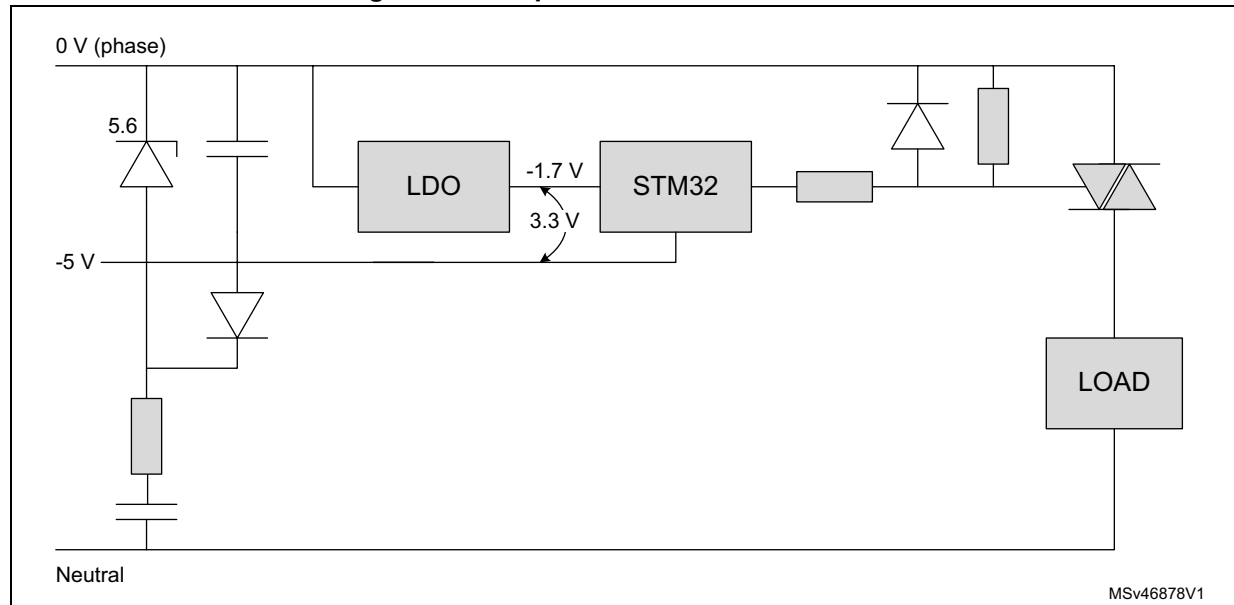 0 V (phase)
5.6
LDO
-1.7 V
STM32
3.3 V
-5 V
LOAD
Neutral
MSv46878V1